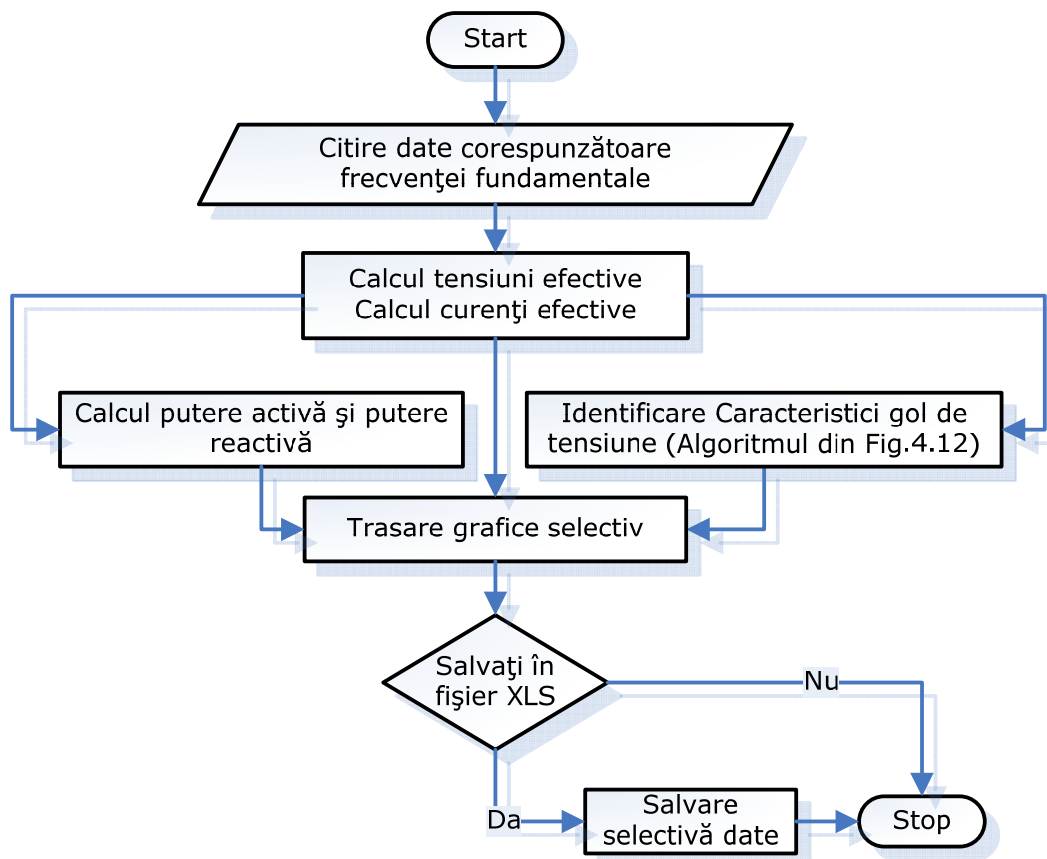 Start
Citire date corespunzătoare
frecvenţei fundamentale
Calcul tensiuni efective
Calcul curenţi efective
Calcul putere activă şi putere
reactivă
Identificare Caracteristici gol de
tensiune (Algoritmul din Fig.4.12)
Trasare grafice selectiv
Salvaţi în
fişier XLS
Nu
Da
Salvare
selectivă date
Stop